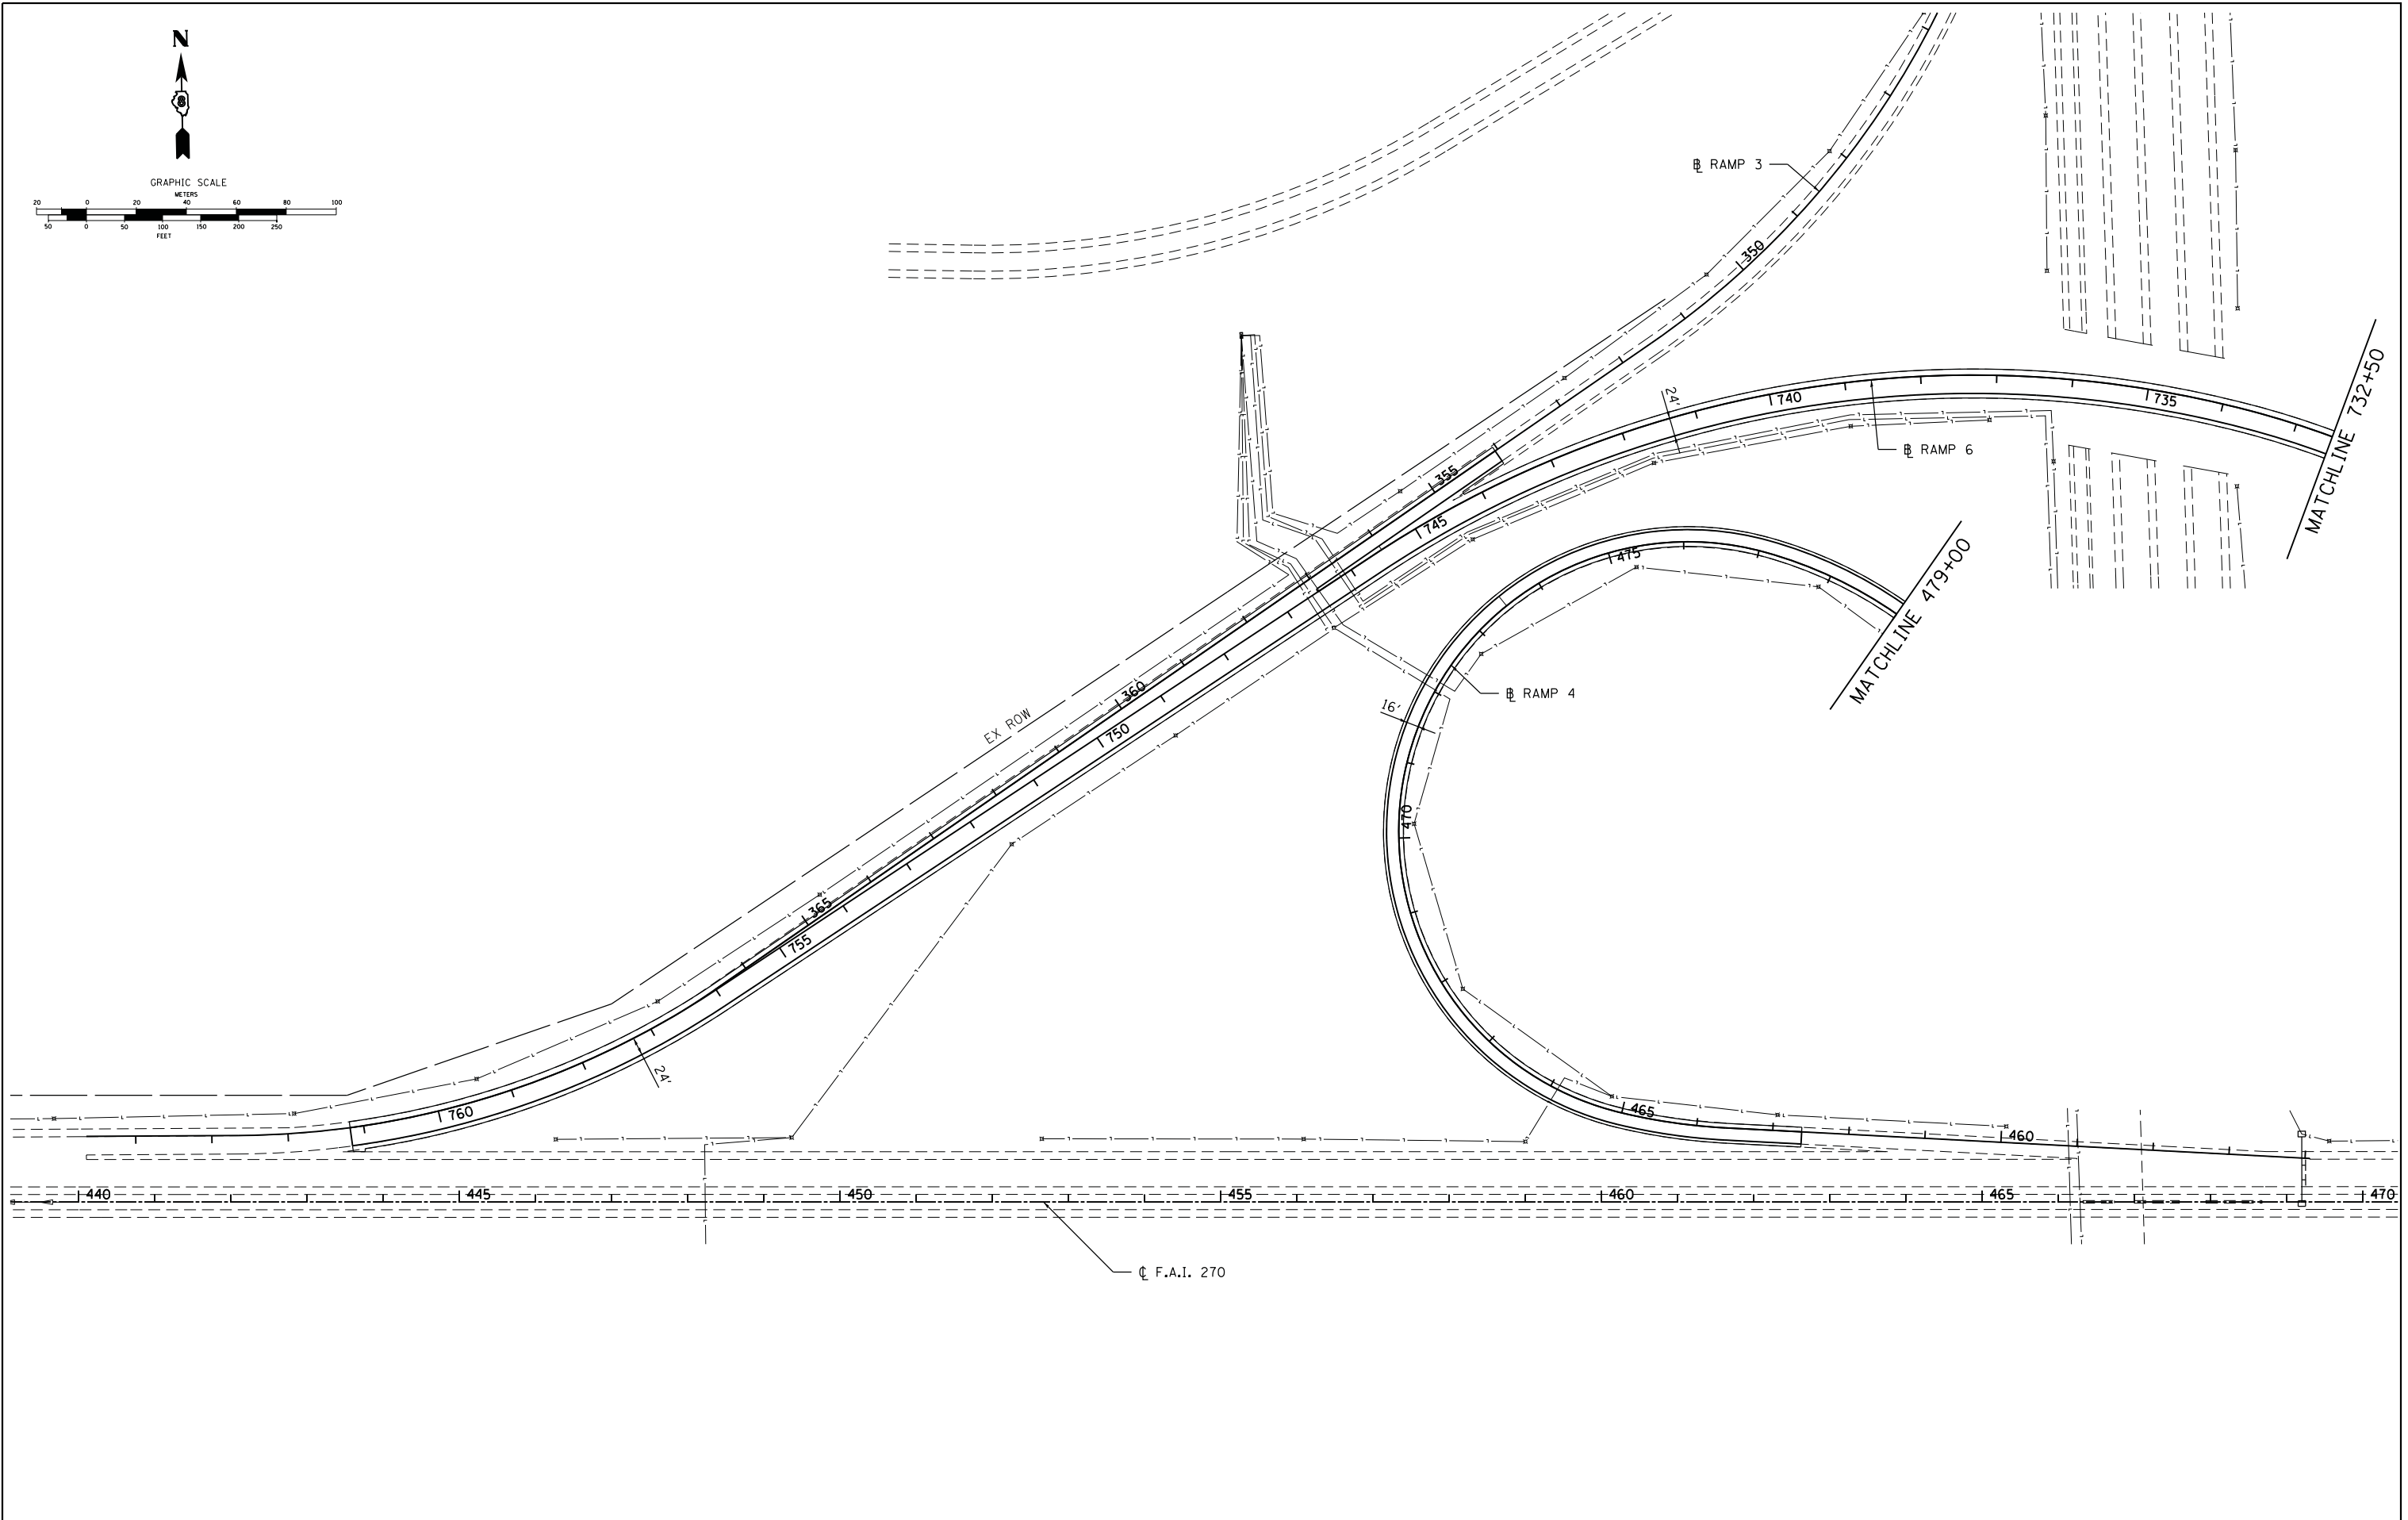 N
8
GRAPHIC SCALE
METERS
20 0 20 40 60 80 100
50 0 50 100 150 200 250
FEET
℄ RAMP 3
350
MATCHLINE 732+50
24'
740
735
℄ RAMP 6
355
745
475
MATCHLINE 479+00
℄ RAMP 4
360
EX ROW
750
16'
470
365
755
24'
760
465
460
440 445 450 455 460 465 470
℄ F.A.I. 270